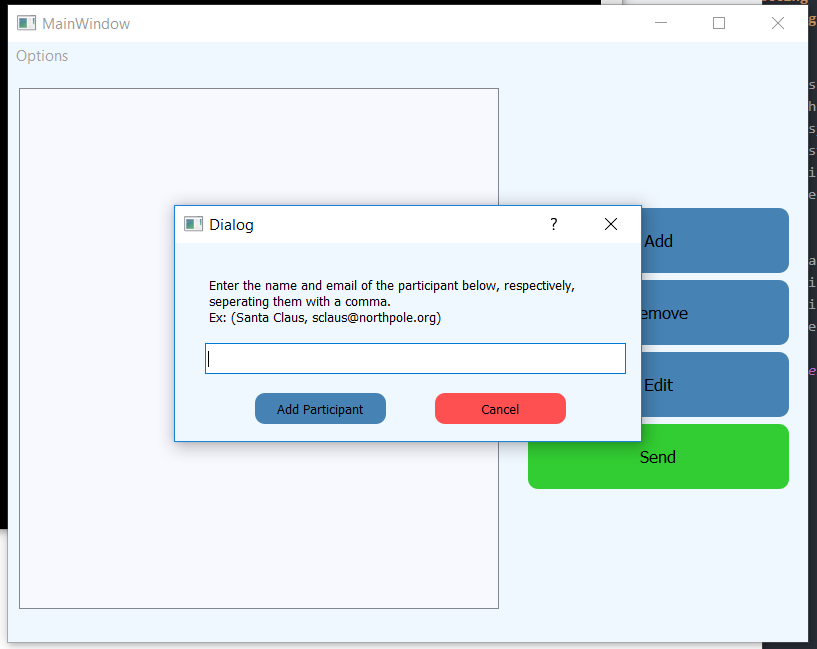 MainWindow
Options
Dialog
?
Enter the name and email of the participant below, respectively,
seperating them with a comma.
Ex: (Santa Claus, sclaus@northpole.org)
Add Participant
Cancel
Add
emove
Edit
Send